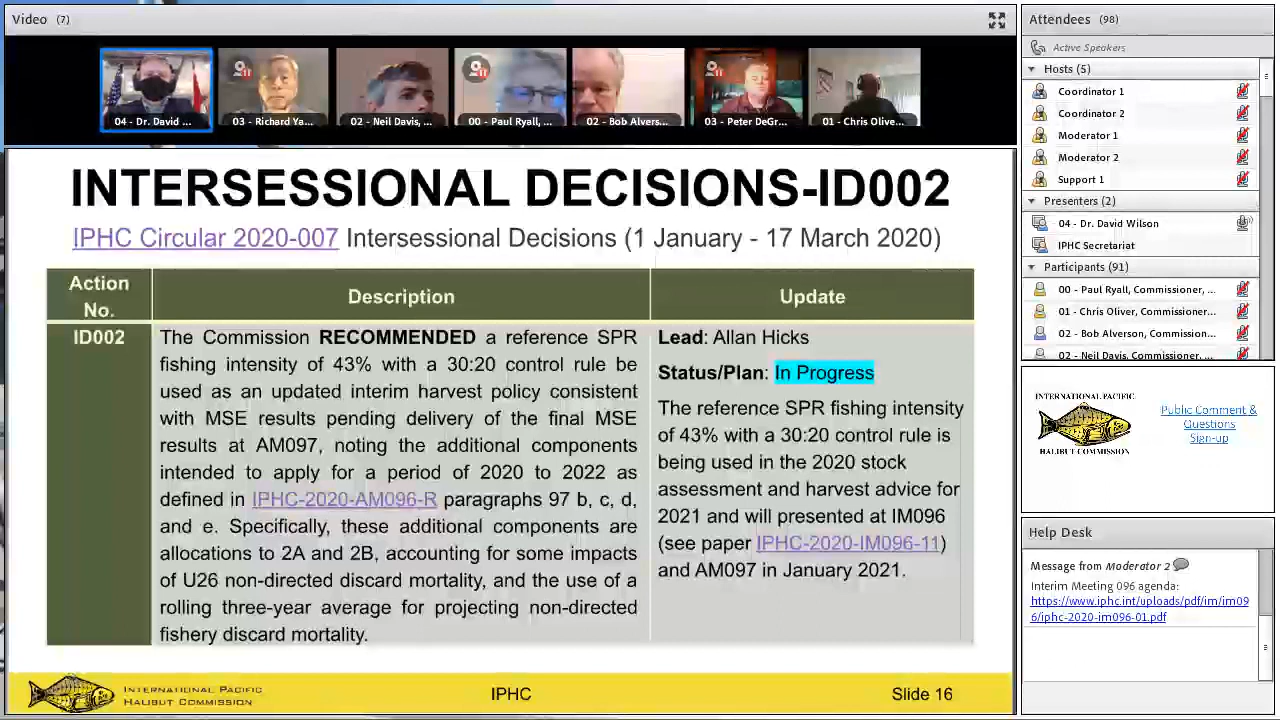 Video (7)
04 - Dr. David ...
03 - Richard Ya...
02 - Neil Davis, ...
00 - Paul Ryall, ...
02 - Bob Alvers...
03 - Peter DeGr...
01 - Chris Olive...
INTERSESSIONAL DECISIONS-ID002
IPHC Circular 2020-007 Intersessional Decisions (1 January - 17 March 2020)
Action
No.
Description
Update
ID002
The Commission RECOMMENDED a reference SPR
fishing intensity of 43% with a 30:20 control rule be
used as an updated interim harvest policy consistent
with MSE results pending delivery of the final MSE
results at AM097, noting the additional components
intended to apply for a period of 2020 to 2022 as
defined in IPHC-2020-AM096-R paragraphs 97 b, c, d,
and e. Specifically, these additional components are
allocations to 2A and 2B, accounting for some impacts
of U26 non-directed discard mortality, and the use of a
rolling three-year average for projecting non-directed
fishery discard mortality.
Lead: Allan Hicks
Status/Plan: In Progress
The reference SPR fishing intensity
of 43% with a 30:20 control rule is
being used in the 2020 stock
assessment and harvest advice for
2021 and will presented at IM096
(see paper IPHC-2020-IM096-11)
and AM097 in January 2021.
INTERNATIONAL PACIFIC
HALIBUT COMMISSION
IPHC
Slide 16
Attendees (98)
Active Speakers
Hosts (5)
Coordinator 1
Coordinator 2
Moderator 1
Moderator 2
Support 1
Presenters (2)
04 - Dr. David Wilson
IPHC Secretariat
Participants (91)
00 - Paul Ryall, Commissioner, ...
01 - Chris Oliver, Commissioner...
02 - Bob Alverson, Commission...
02 - Neil Davis, Commissioner, ...
INTERNATIONAL PACIFIC
HALIBUT COMMISSION
Public Comment &
Questions
Sign-up
Help Desk
Message from Moderator 2
Interim Meeting 096 agenda:
https://www.iphc.int/uploads/pdf/im/im09
6/iphc-2020-im096-01.pdf